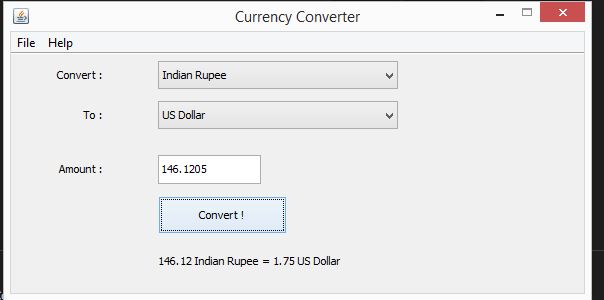 Currency Converter
File Help
Convert : Indian Rupee
To : US Dollar
Amount : 146.1205
Convert !
146.12 Indian Rupee = 1.75 US Dollar